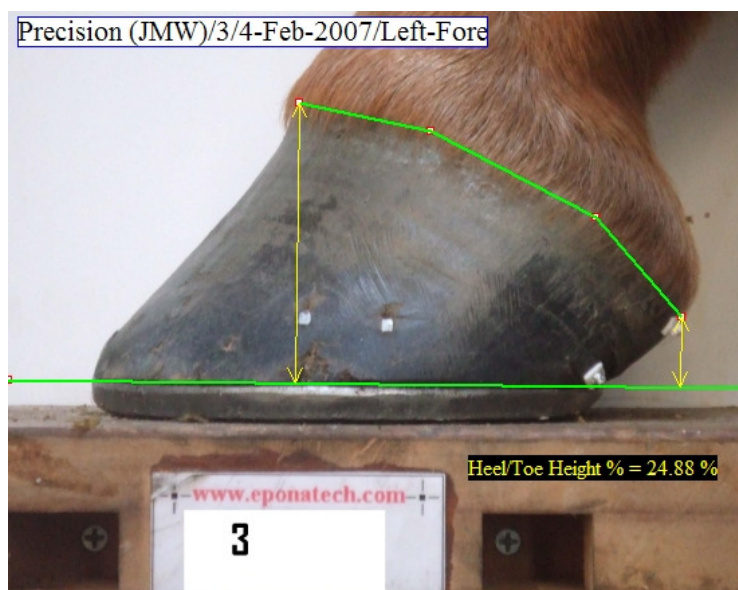 Precision (JMW)/3/4-Feb-2007/Left-Fore
Heel/Toe Height % = 24.88 %
www.eponatech.com
3